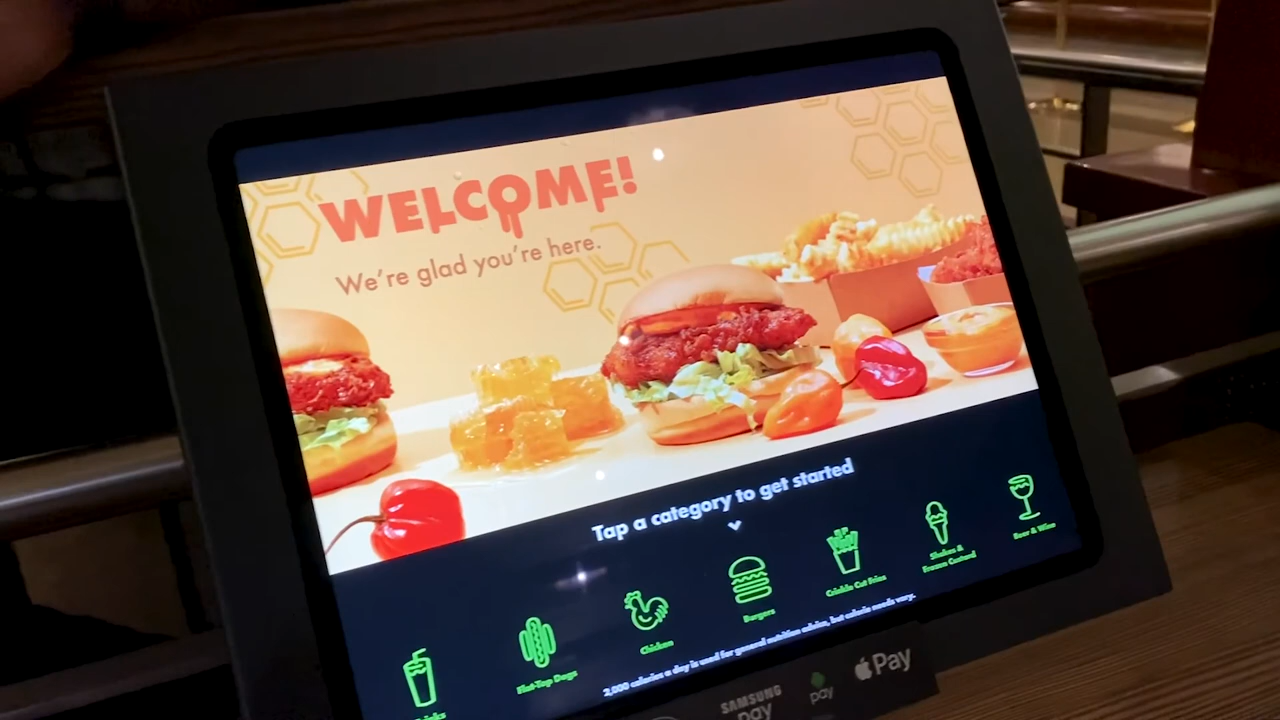 WELCOME!
We're glad you're here.
Tap a category to get started
Flat-Top Dogs
Chicken
Burgers
Crinkle Cut Fries
Shakes &
Frozen Custard
Beer & Wine
2,000 calories a day is used for general nutrition advice, but calorie needs vary.
SAMSUNG
pay
pay
Pay